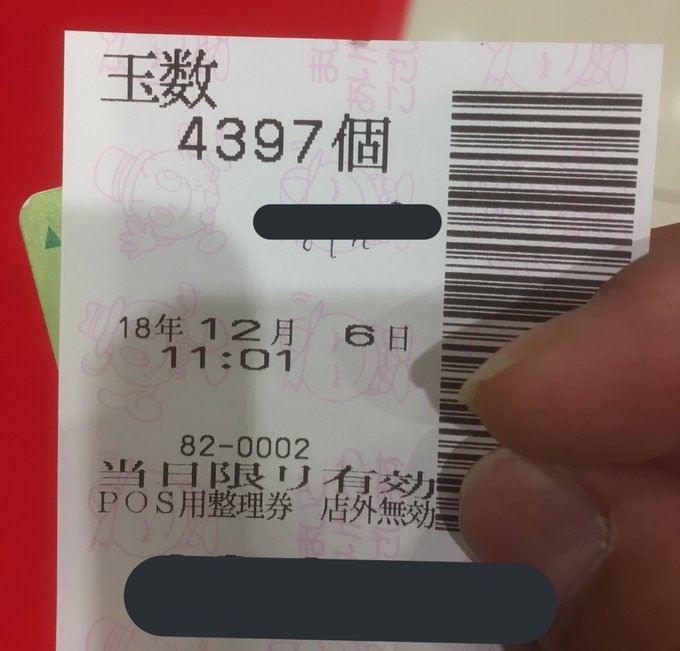 玉数
4397個
18年 12月 6日
11:01
82-0002
当日限り有効
POS用整理券 店外無効